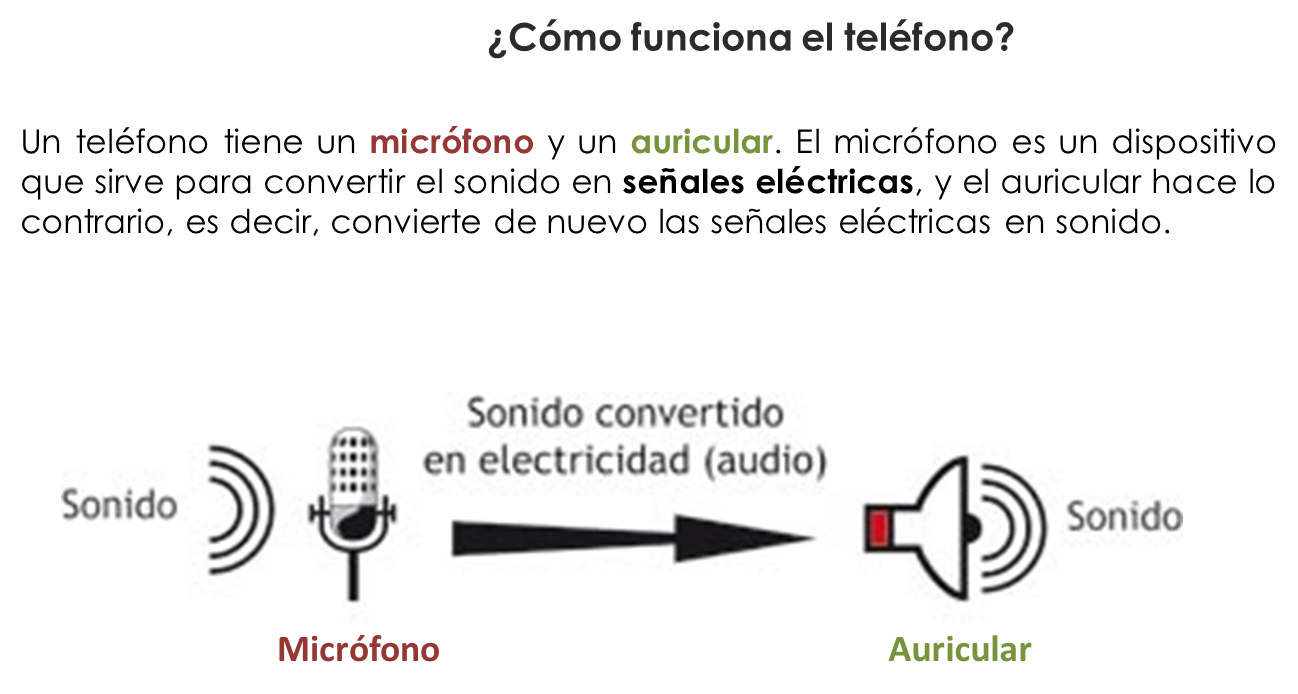 ¿Cómo funciona el teléfono?
Un teléfono tiene un micrófono y un auricular. El micrófono es un dispositivo
que sirve para convertir el sonido en señales eléctricas, y el auricular hace lo
contrario, es decir, convierte de nuevo las señales eléctricas en sonido.
Sonido convertido
en electricidad (audio)
Sonido
Sonido
Micrófono
Auricular